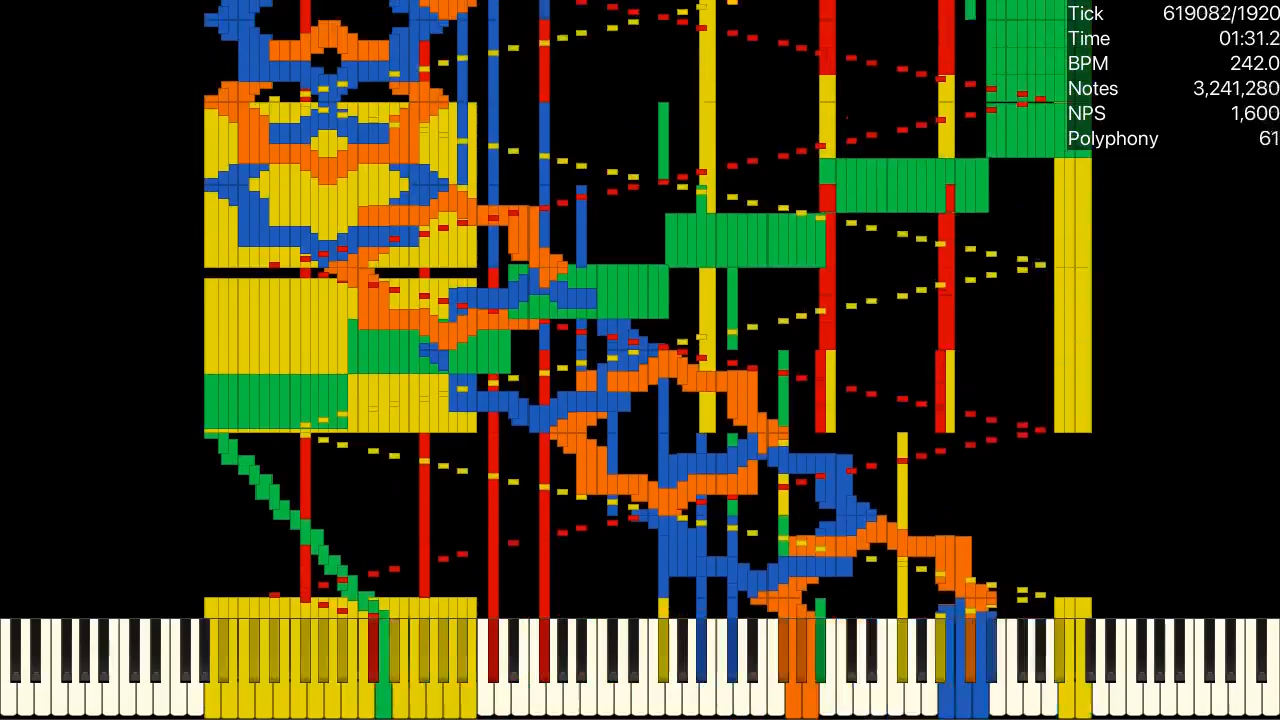 Tick 619082/1920
Time 01:31.2
BPM 242.0
Notes 3,241,280
NPS 1,600
Polyphony 61